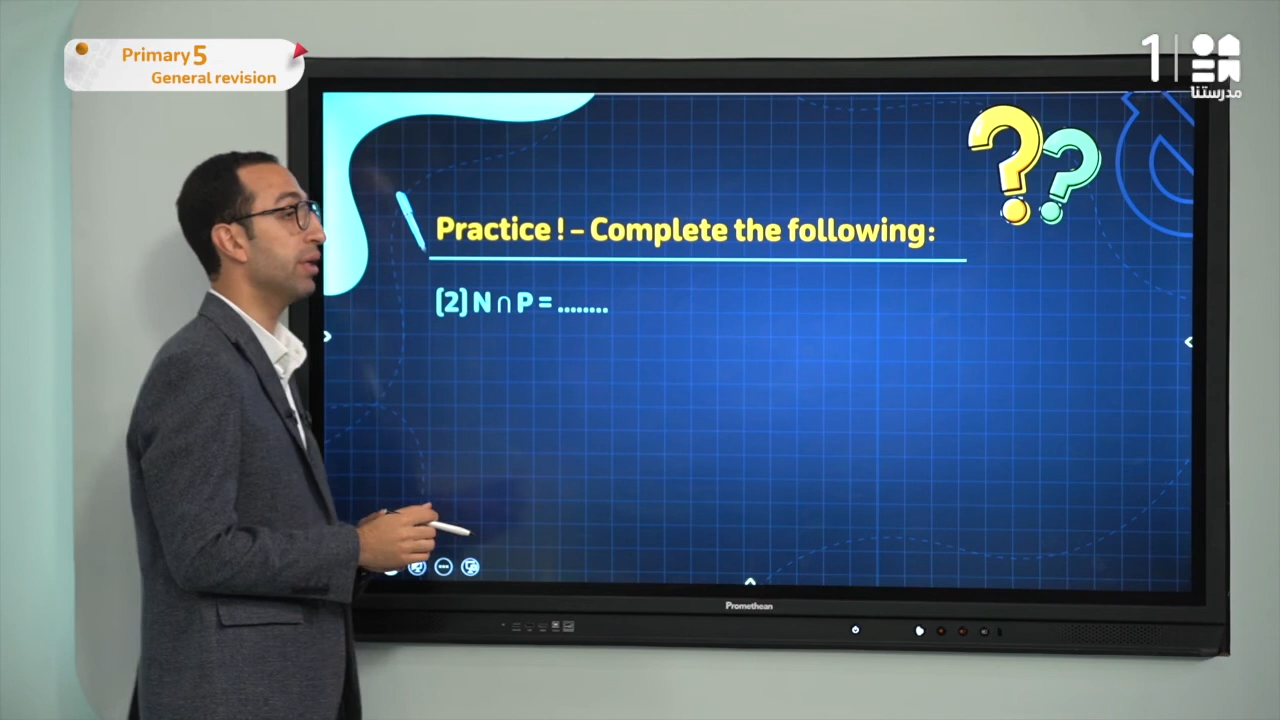 Primary 5
General revision
1
مدرستنا
Practice ! - Complete the following:
(2) N ∩ P = ........
Promethean